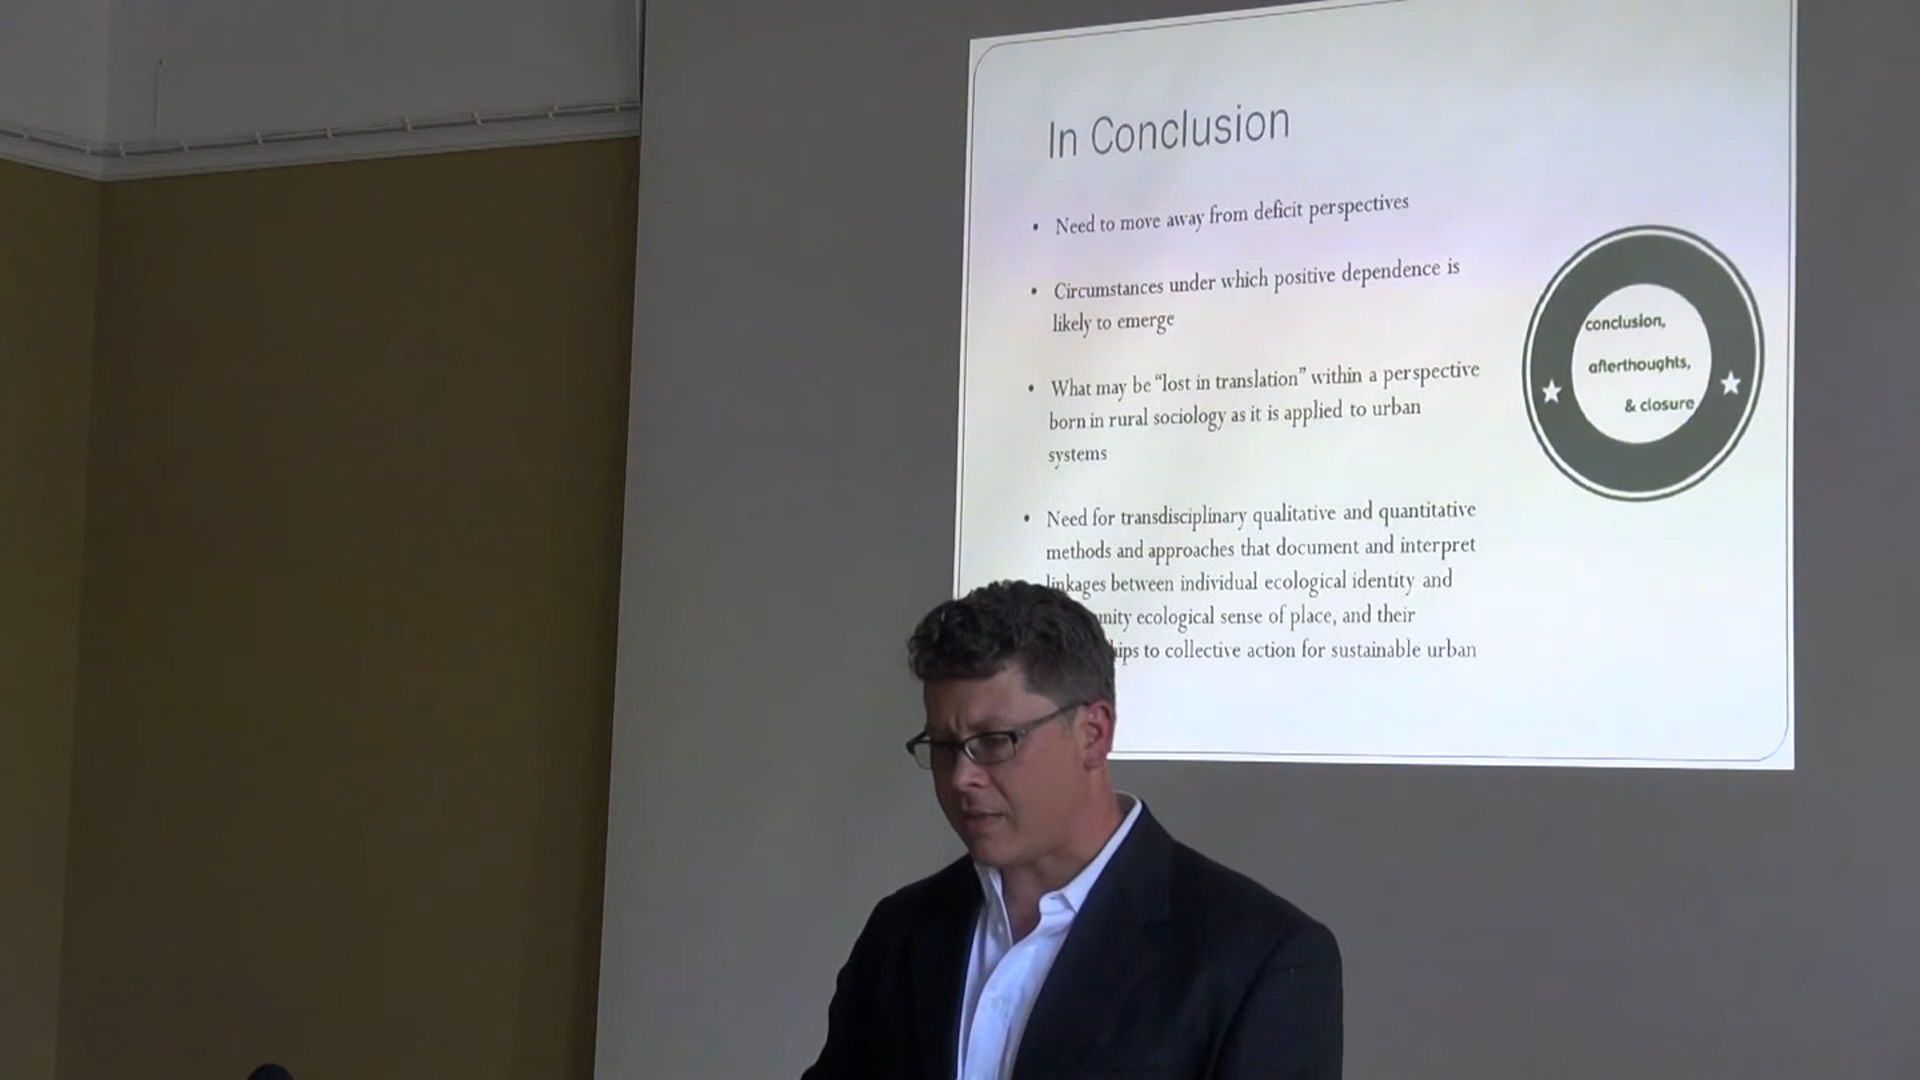 In Conclusion
• Need to move away from deficit perspectives
• Circumstances under which positive dependence is
likely to emerge
• What may be “lost in translation” within a perspective
born in rural sociology as it is applied to urban
systems
• Need for transdisciplinary qualitative and quantitative
methods and approaches that document and interpret
linkages between individual ecological identity and
ecological sense of place, and their
to collective action for sustainable urban
conclusion,
afterthoughts,
& closure